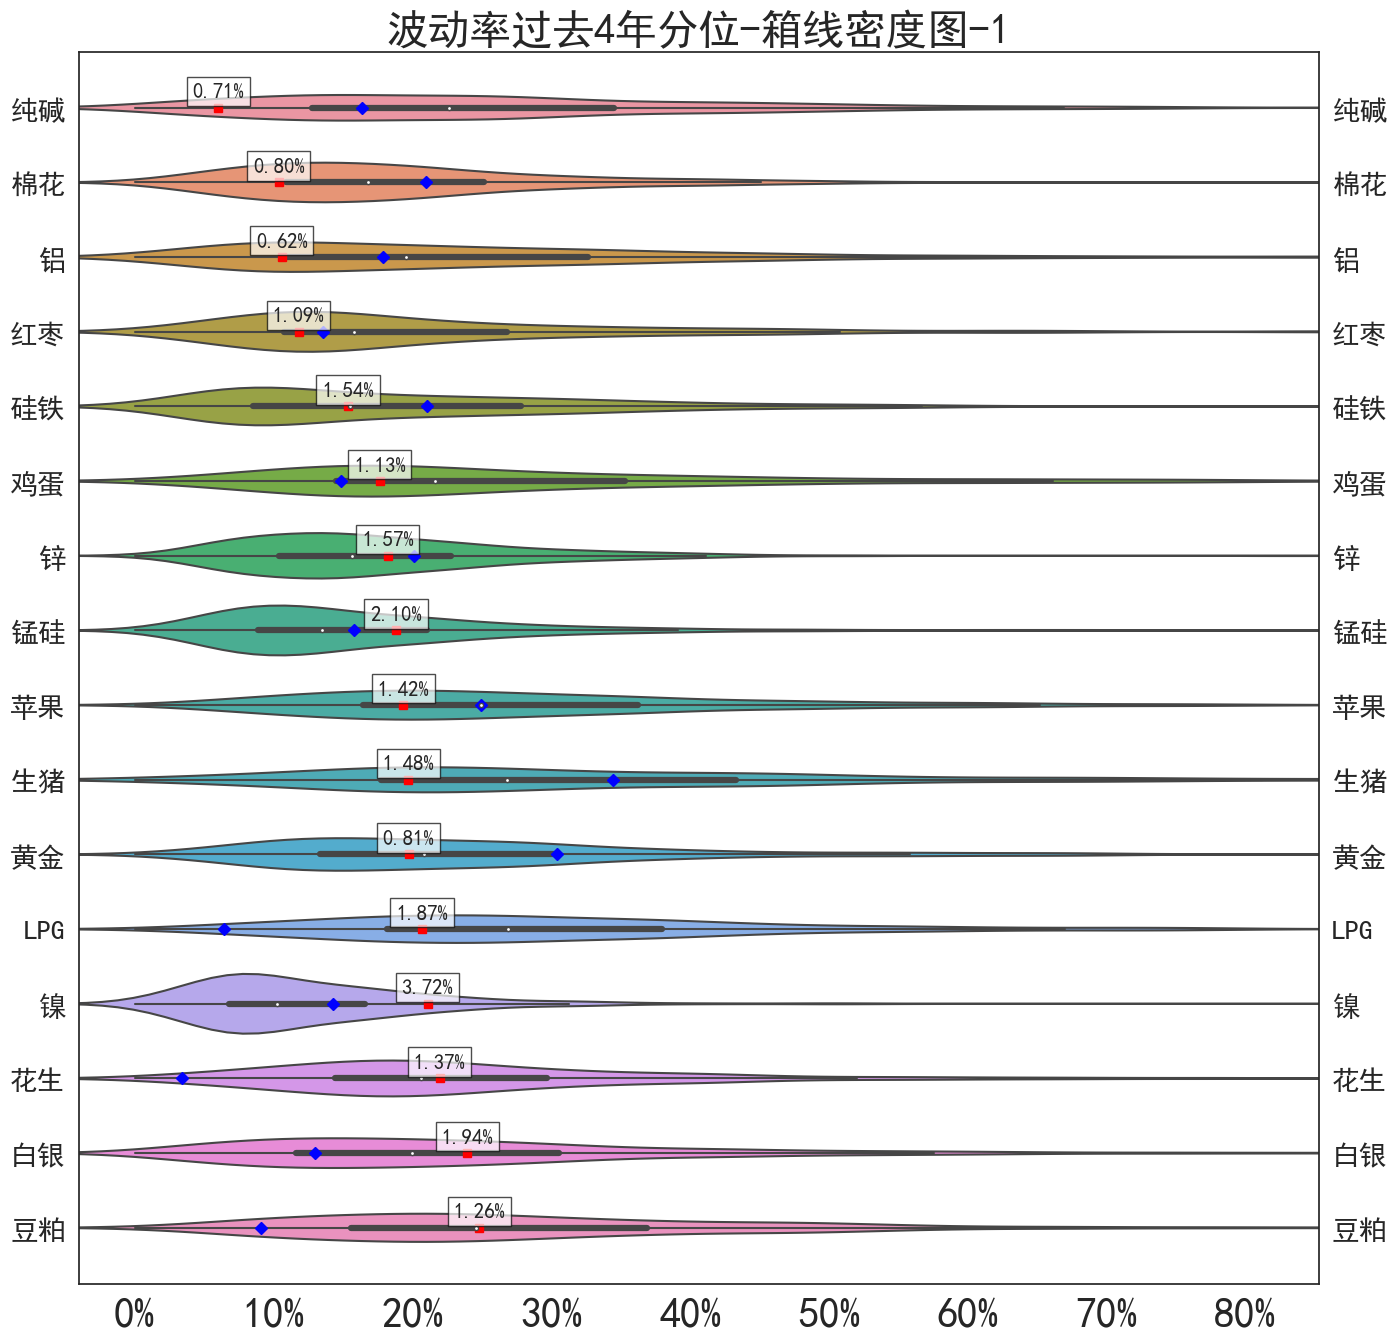 波动率过去4年分位-箱线密度图-1
纯碱 0.71% 纯碱
棉花 0.80% 棉花
铝 0.62% 铝
红枣 1.09% 红枣
硅铁 1.54% 硅铁
鸡蛋 1.13% 鸡蛋
锌 1.57% 锌
锰硅 2.10% 锰硅
苹果 1.42% 苹果
生猪 1.48% 生猪
黄金 0.81% 黄金
LPG 1.87% LPG
镍 3.72% 镍
花生 1.37% 花生
白银 1.94% 白银
豆粕 1.26% 豆粕
0% 10% 20% 30% 40% 50% 60% 70% 80%